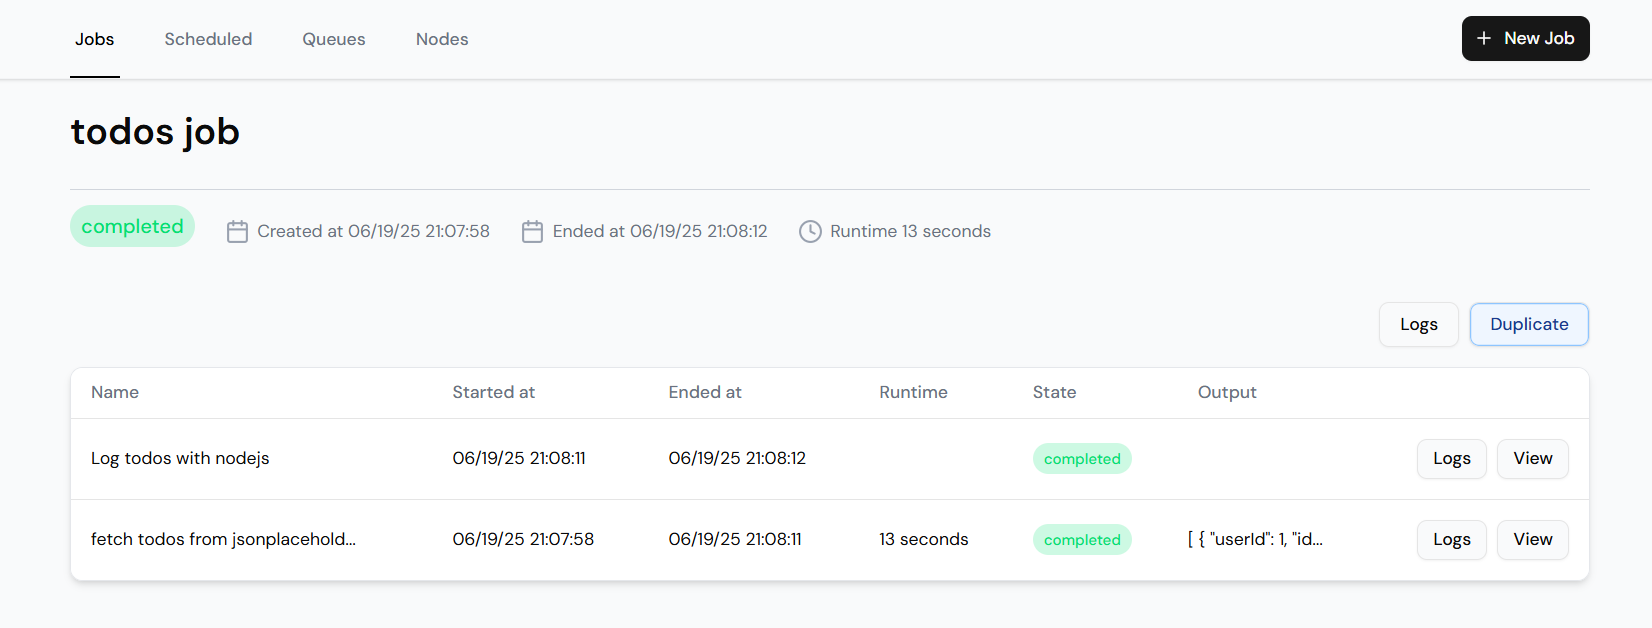 Jobs Scheduled Queues Nodes + New Job
todos job
completed Created at 06/19/25 21:07:58 Ended at 06/19/25 21:08:12 Runtime 13 seconds
Logs Duplicate
Name Started at Ended at Runtime State Output
Log todos with nodejs 06/19/25 21:08:11 06/19/25 21:08:12 completed Logs View
fetch todos from jsonplacehold... 06/19/25 21:07:58 06/19/25 21:08:11 13 seconds completed [ { "userId": 1, "id... Logs View